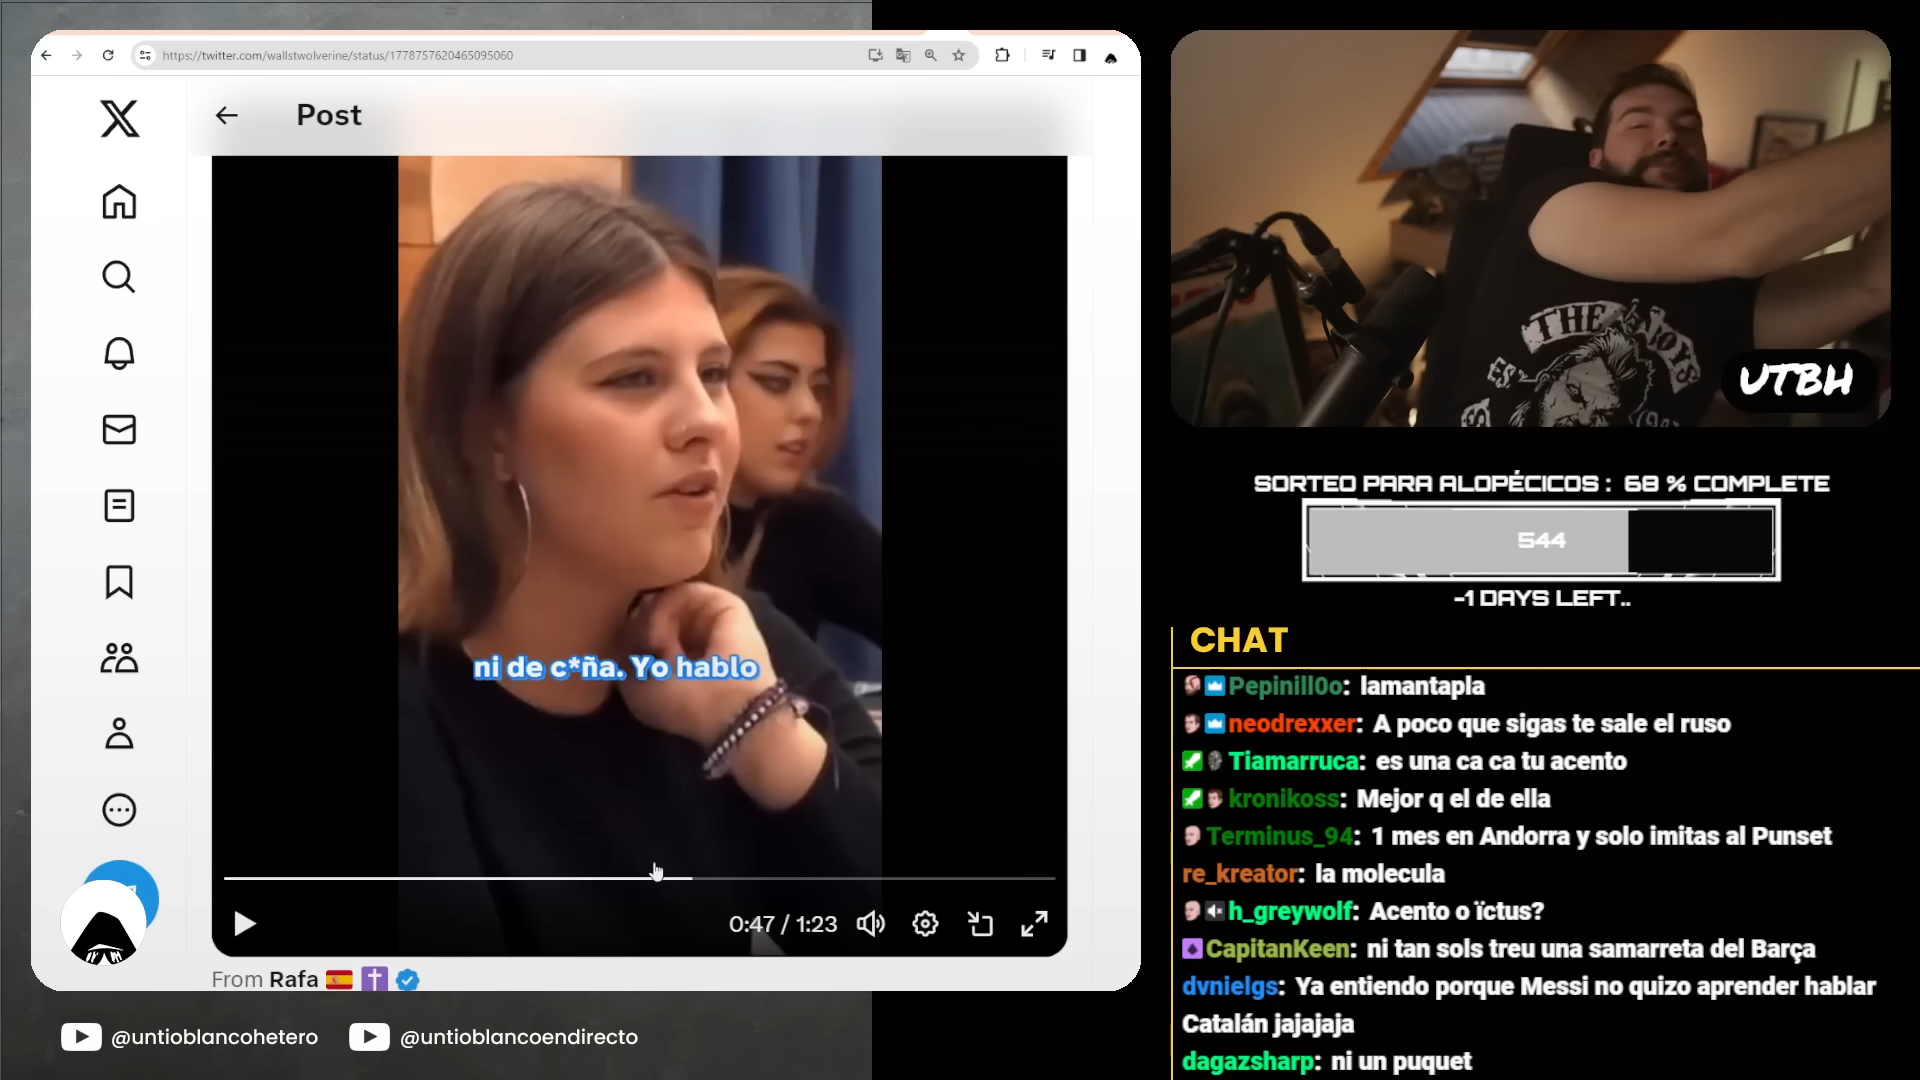 https://twitter.com/wallstwolverine/status/1778757620465095060
Post
ni de c*ña. Yo hablo
0:47 / 1:23
From Rafa
@untioblancohetero
@untioblancoendirecto
THE BOYS
UTBH
SORTEO PARA ALOPÉCICOS : 68 % COMPLETE
544
-1 DAYS LEFT..
CHAT
Pepinill0o: lamantapla
neodrexxer: A poco que sigas te sale el ruso
Tiamarruca: es una ca ca tu acento
kronikoss: Mejor q el de ella
Terminus_94: 1 mes en Andorra y solo imitas al Punset
re_kreator: la molecula
h_greywolf: Acento o ïctus?
CapitanKeen: ni tan sols treu una samarreta del Barça
dvnielgs: Ya entiendo porque Messi no quizo aprender hablar
Catalán jajajaja
dagazsharp: ni un puquet